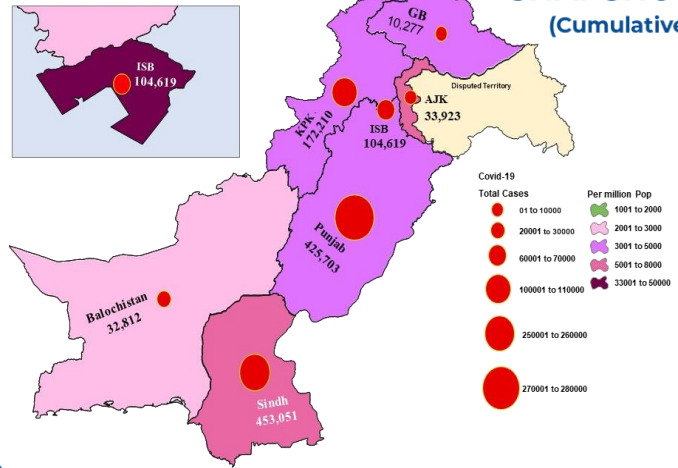 (Cumulative
ISB
104,619
GB
10,277
Disputed Territory
AJK
33,923
KPK
172,210
ISB
104,619
Punjab
425,703
Balochistan
32,812
Sindh
453,051
Covid-19
Total Cases
01 to 10000
20001 to 30000
60001 to 70000
100001 to 110000
250001 to 260000
270001 to 280000
Per million Pop
1001 to 2000
2001 to 3000
3001 to 5000
5001 to 8000
33001 to 50000